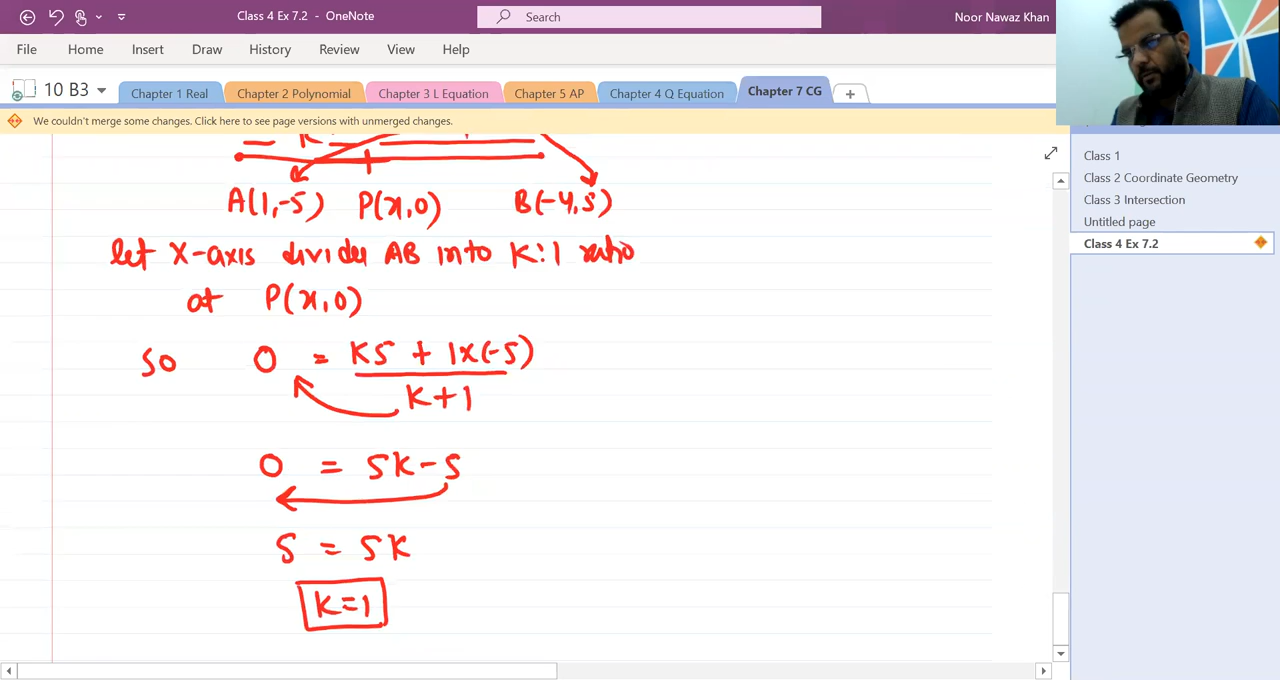 Class 4 Ex 7.2 - OneNote
Search
Noor Nawaz Khan
File Home Insert Draw History Review View Help
10 B3
Chapter 1 Real
Chapter 2 Polynomial
Chapter 3 L Equation
Chapter 5 AP
Chapter 4 Q Equation
Chapter 7 CG
We couldn't merge some changes. Click here to see page versions with unmerged changes.
K
A(1,-5) P(x,0) B(-4,5)
let X-axis divides AB into K:1 ratio
at P(x,0)
So 0 = K5 + 1x(-5)
K+1
0 = 5K-5
5 = 5K
K=1
Class 1
Class 2 Coordinate Geometry
Class 3 Intersection
Untitled page
Class 4 Ex 7.2